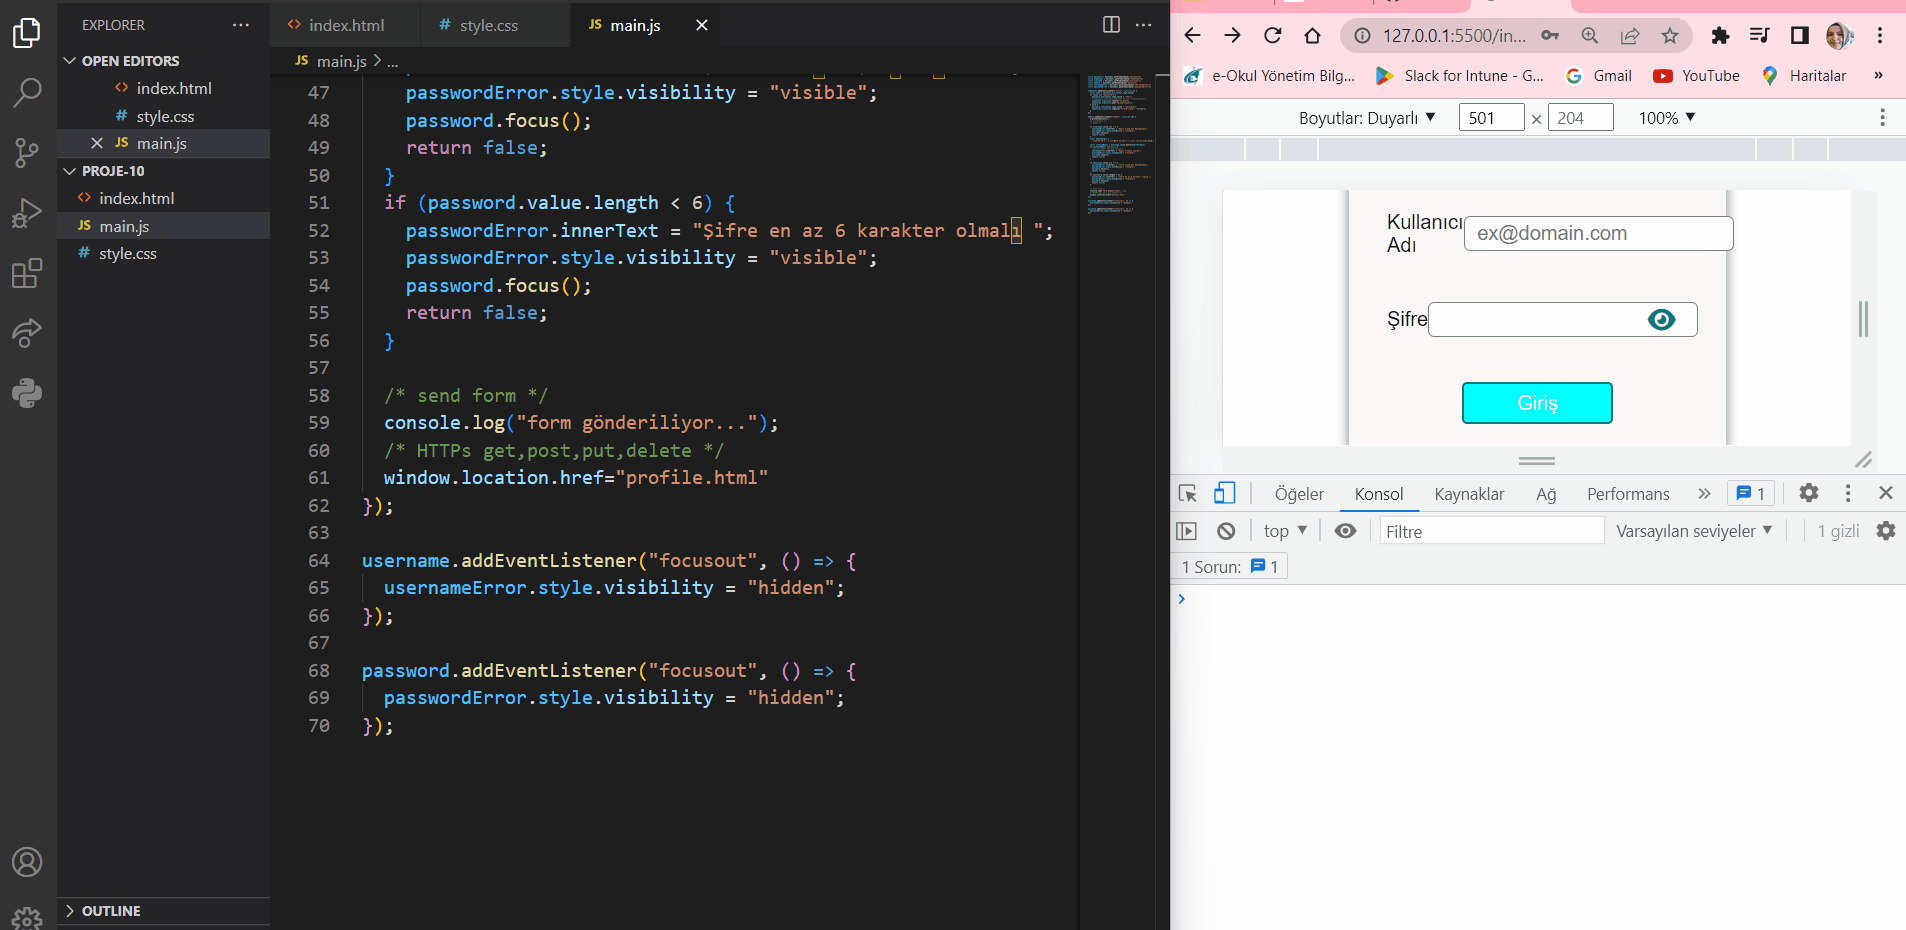 EXPLORER
OPEN EDITORS
index.html
style.css
main.js
PROJE-10
index.html
main.js
style.css
OUTLINE
index.html
style.css
main.js
main.js > ...
47 passwordError.style.visibility = "visible";
48 password.focus();
49 return false;
50 }
51 if (password.value.length < 6) {
52 passwordError.innerText = "Şifre en az 6 karakter olmalı ";
53 passwordError.style.visibility = "visible";
54 password.focus();
55 return false;
56 }
57
58 /* send form */
59 console.log("form gönderiliyor...");
60 /* HTTPs get,post,put,delete */
61 window.location.href="profile.html"
62 });
63
64 username.addEventListener("focusout", () => {
65 usernameError.style.visibility = "hidden";
66 });
67
68 password.addEventListener("focusout", () => {
69 passwordError.style.visibility = "hidden";
70 });
127.0.0.1:5500/in...
e-Okul Yönetim Bilg... Slack for Intune - G... Gmail YouTube Haritalar »
Boyutlar: Duyarlı 501 × 204 100%
Kullanıcı
Adı
ex@domain.com
Şifre
Giriş
Öğeler Konsol Kaynaklar Ağ Performans » 1
top Filtre Varsayılan seviyeler 1 gizli
1 Sorun: 1